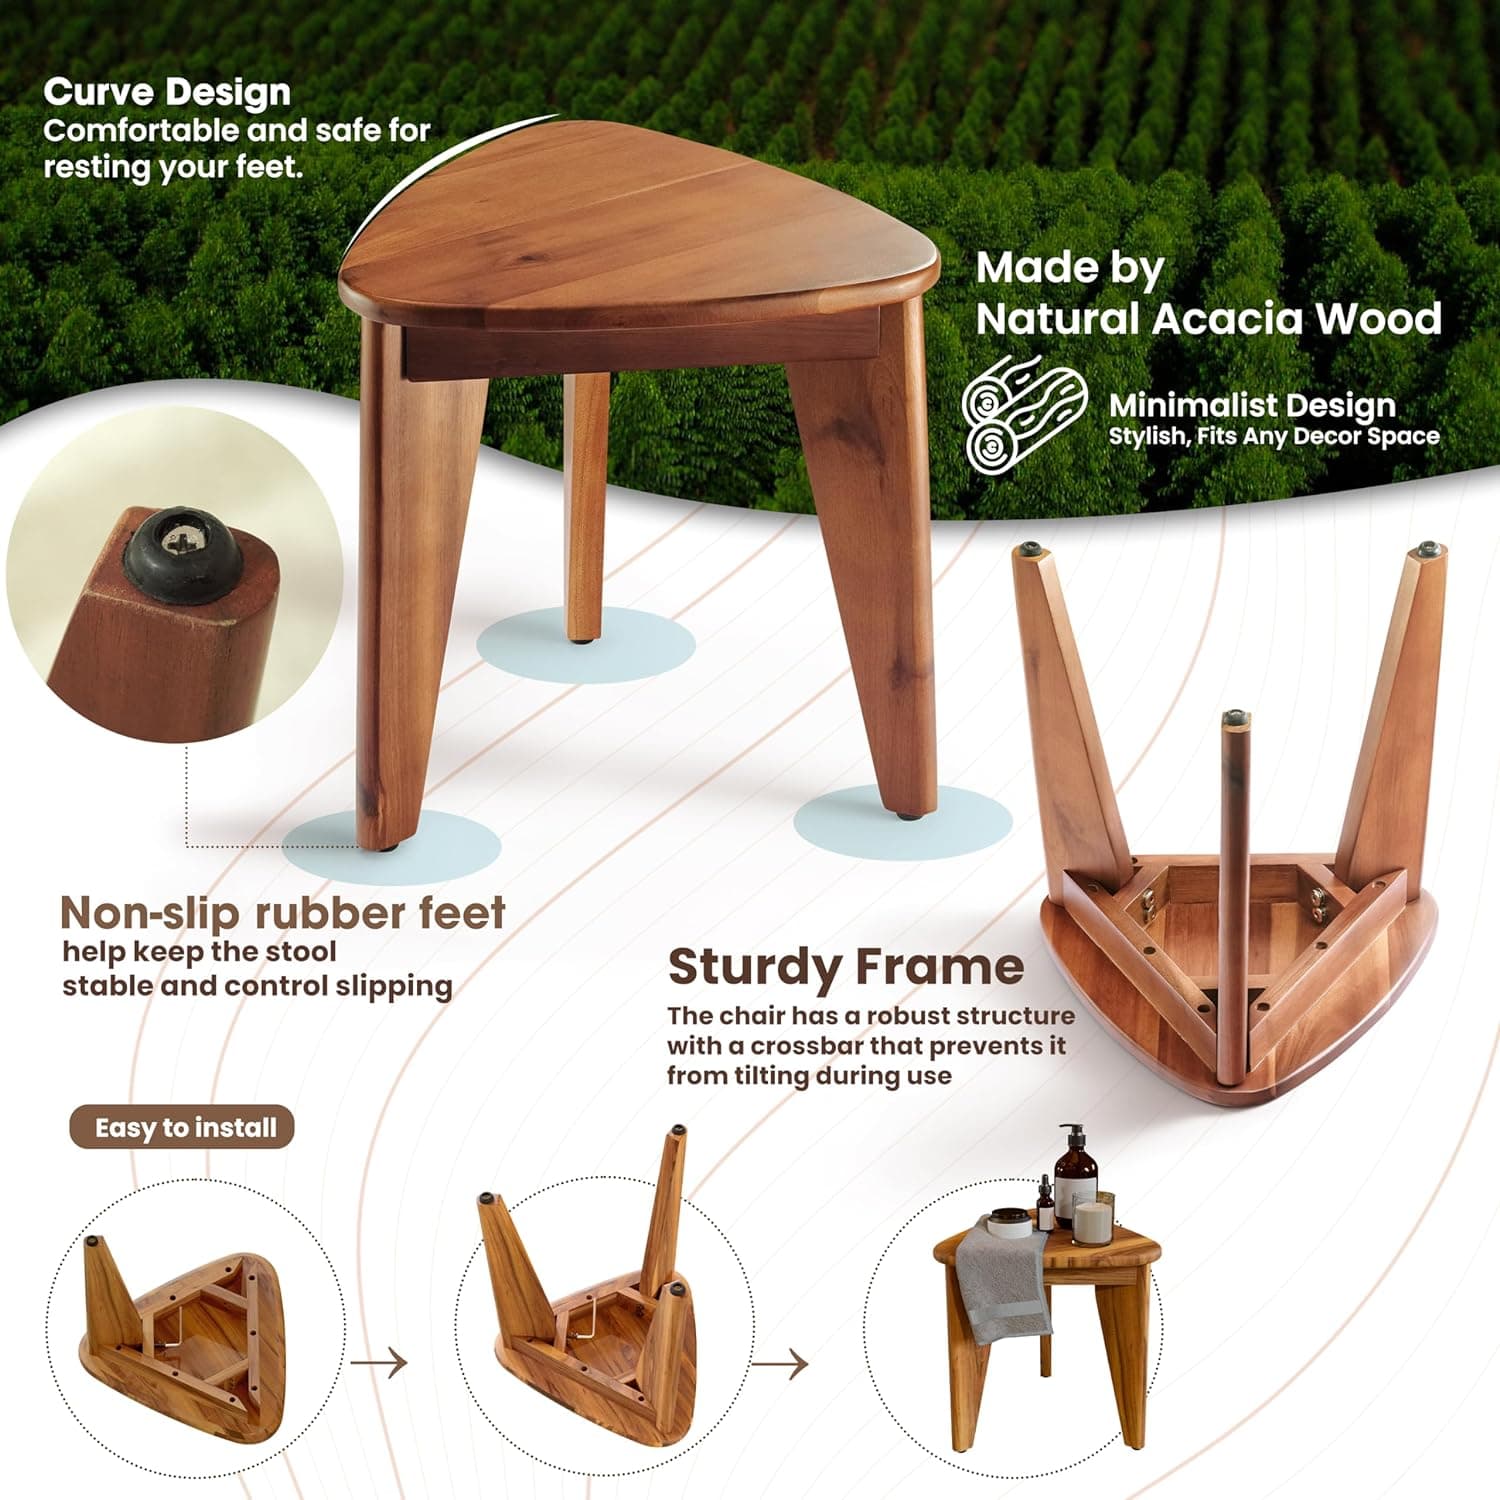 Curve Design
Comfortable and safe for
resting your feet.
Made by
Natural Acacia Wood
Minimalist Design
Stylish, Fits Any Decor Space
Non-slip rubber feet
help keep the stool
stable and control slipping
Sturdy Frame
The chair has a robust structure
with a crossbar that prevents it
from tilting during use
Easy to install